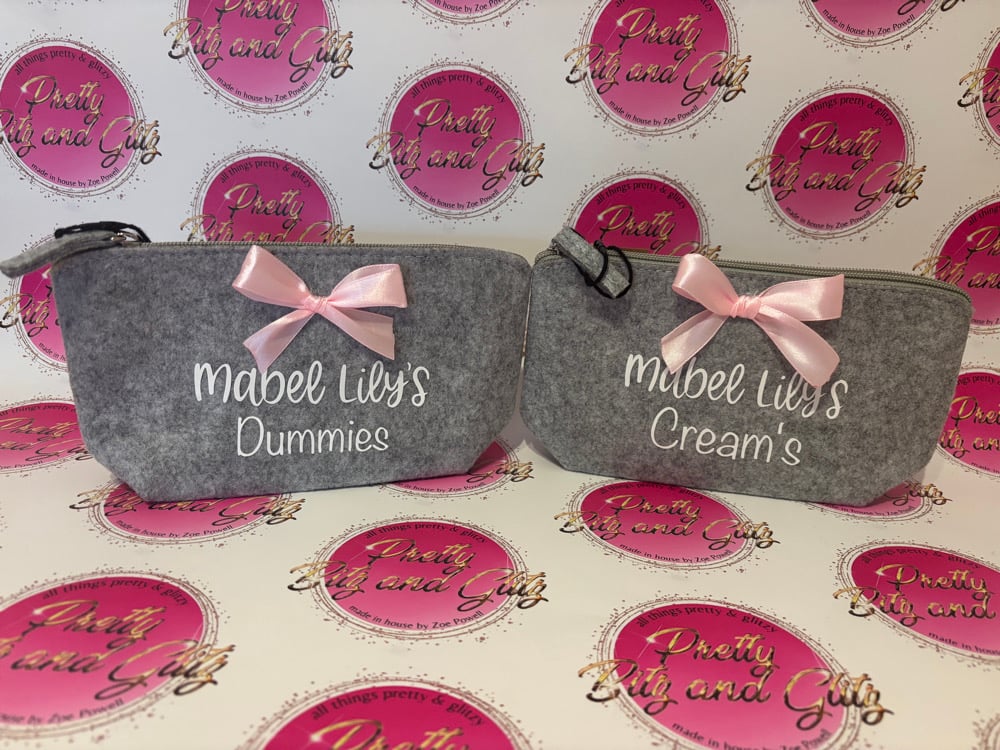 Mabel Lily's
Dummies
Mabel Lily's
Cream's
all things pretty & glitzy
Pretty
Bitz and Glitz
made in house by Zoe Powell